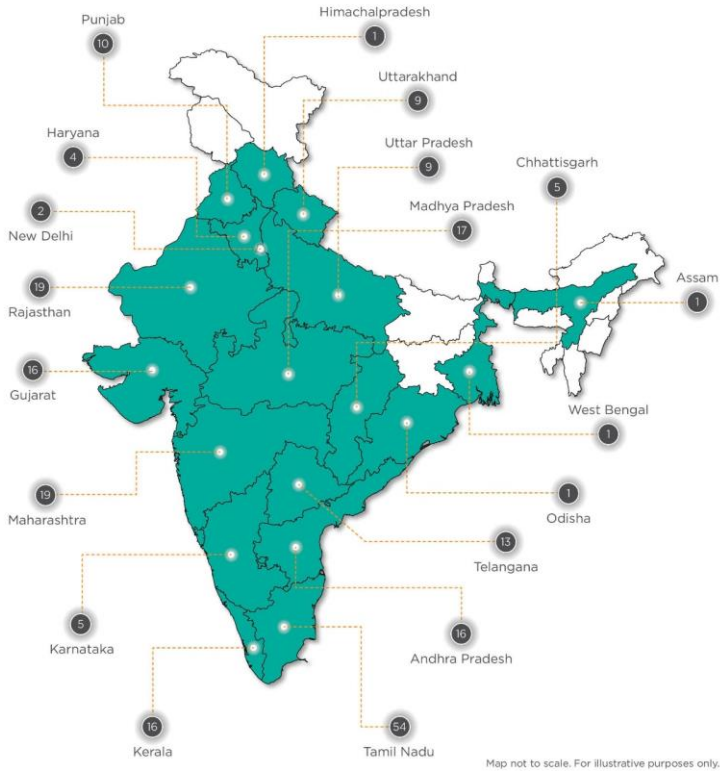 Himachalpradesh
1
Punjab
10
Uttarakhand
9
Haryana
4
Uttar Pradesh
9
Chhattisgarh
5
Madhya Pradesh
17
2
New Delhi
Assam
1
19
Rajasthan
16
Gujarat
West Bengal
1
19
Maharashtra
1
Odisha
13
Telangana
5
Karnataka
16
Andhra Pradesh
16
Kerala
54
Tamil Nadu
Map not to scale. For illustrative purposes only.